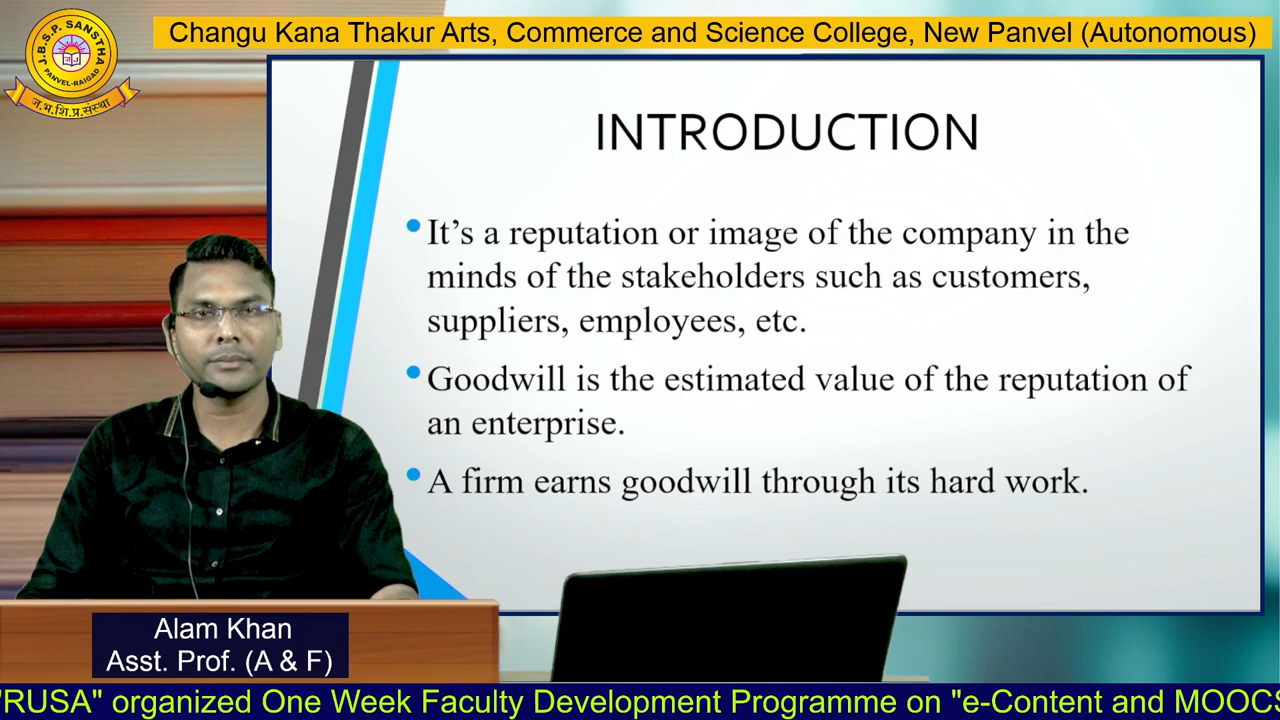 J.B.S.P. SANSTHA
PANVEL-RAIGAD
ज.भ.शि.प्र.संस्था
Changu Kana Thakur Arts, Commerce and Science College, New Panvel (Autonomous)
INTRODUCTION
•It’s a reputation or image of the company in the
minds of the stakeholders such as customers,
suppliers, employees, etc.
•Goodwill is the estimated value of the reputation of
an enterprise.
•A firm earns goodwill through its hard work.
Alam Khan
Asst. Prof. (A & F)
"RUSA" organized One Week Faculty Development Programme on "e-Content and MOOCS